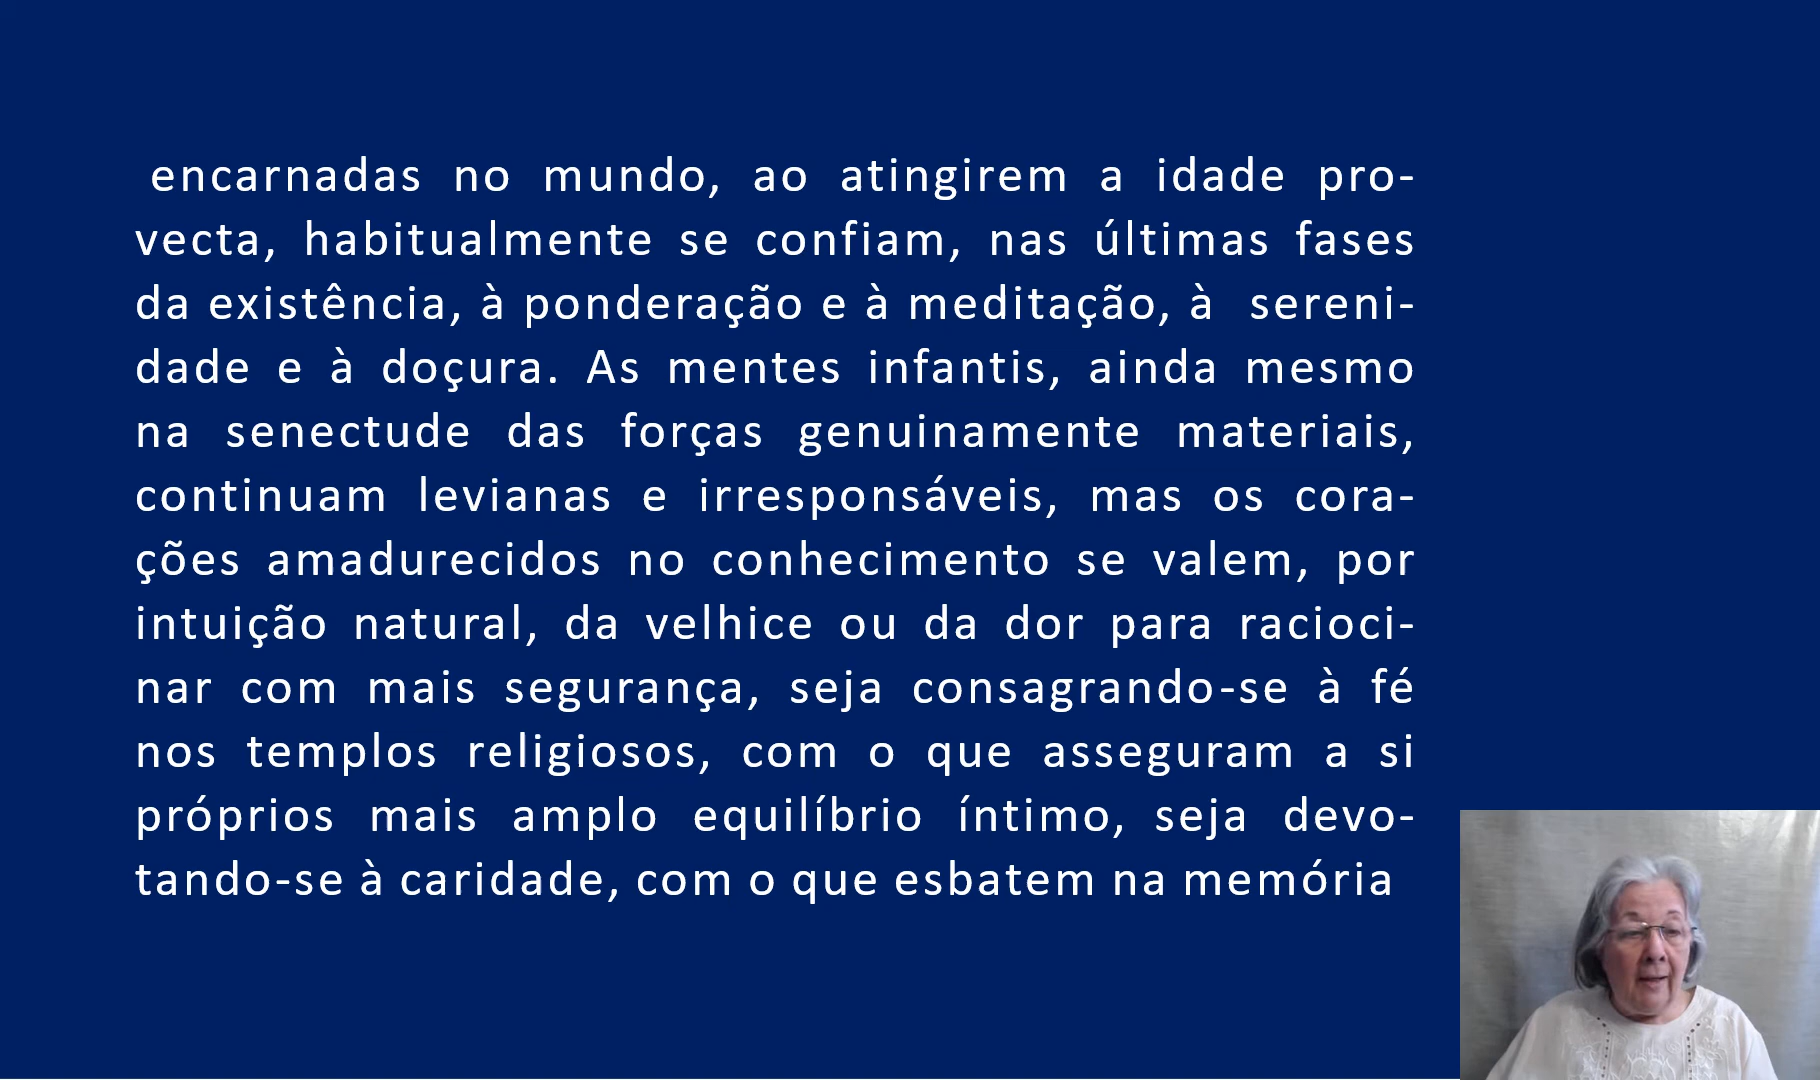 encarnadas no mundo, ao atingirem a idade pro-
vecta, habitualmente se confiam, nas últimas fases
da existência, à ponderação e à meditação, à sereni-
dade e à doçura. As mentes infantis, ainda mesmo
na senectude das forças genuinamente materiais,
continuam levianas e irresponsáveis, mas os cora-
ções amadurecidos no conhecimento se valem, por
intuição natural, da velhice ou da dor para racioci-
nar com mais segurança, seja consagrando-se à fé
nos templos religiosos, com o que asseguram a si
próprios mais amplo equilíbrio íntimo, seja devo-
tando-se à caridade, com o que esbatem na memória